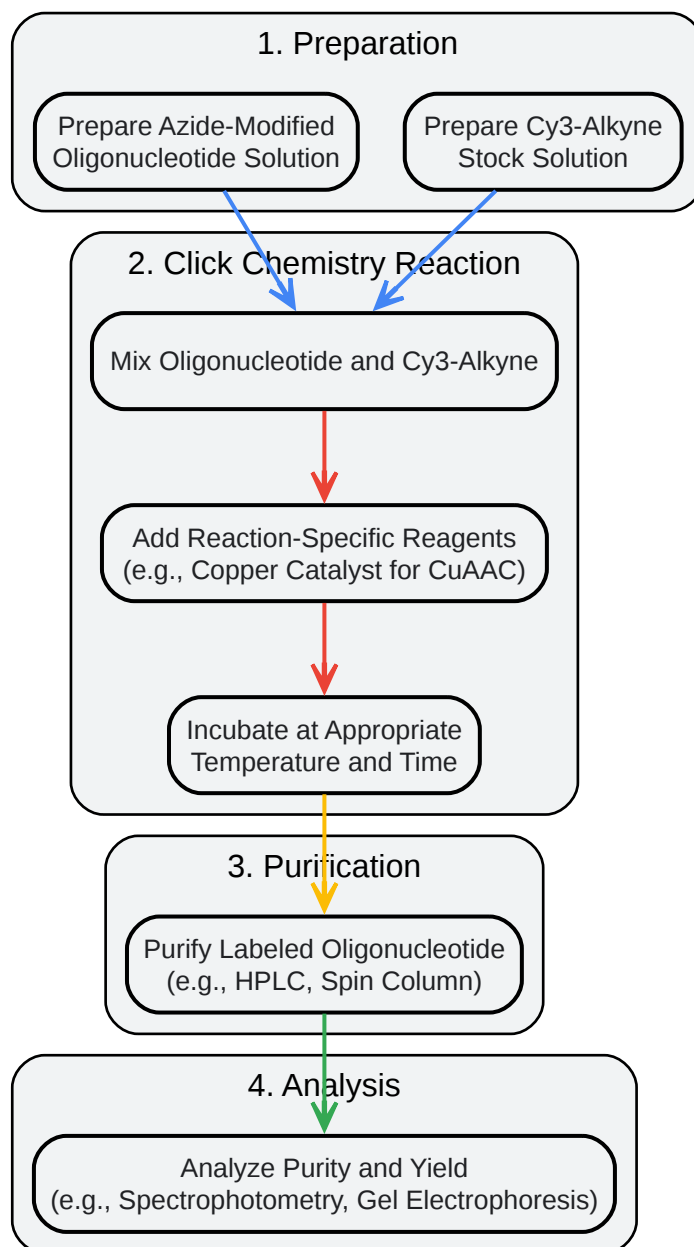 1. Preparation
Prepare Azide-Modified
Oligonucleotide Solution
Prepare Cy3-Alkyne
Stock Solution
2. Click Chemistry Reaction
Mix Oligonucleotide and Cy3-Alkyne
Add Reaction-Specific Reagents
(e.g., Copper Catalyst for CuAAC)
Incubate at Appropriate
Temperature and Time
3. Purification
Purify Labeled Oligonucleotide
(e.g., HPLC, Spin Column)
4. Analysis
Analyze Purity and Yield
(e.g., Spectrophotometry, Gel Electrophoresis)